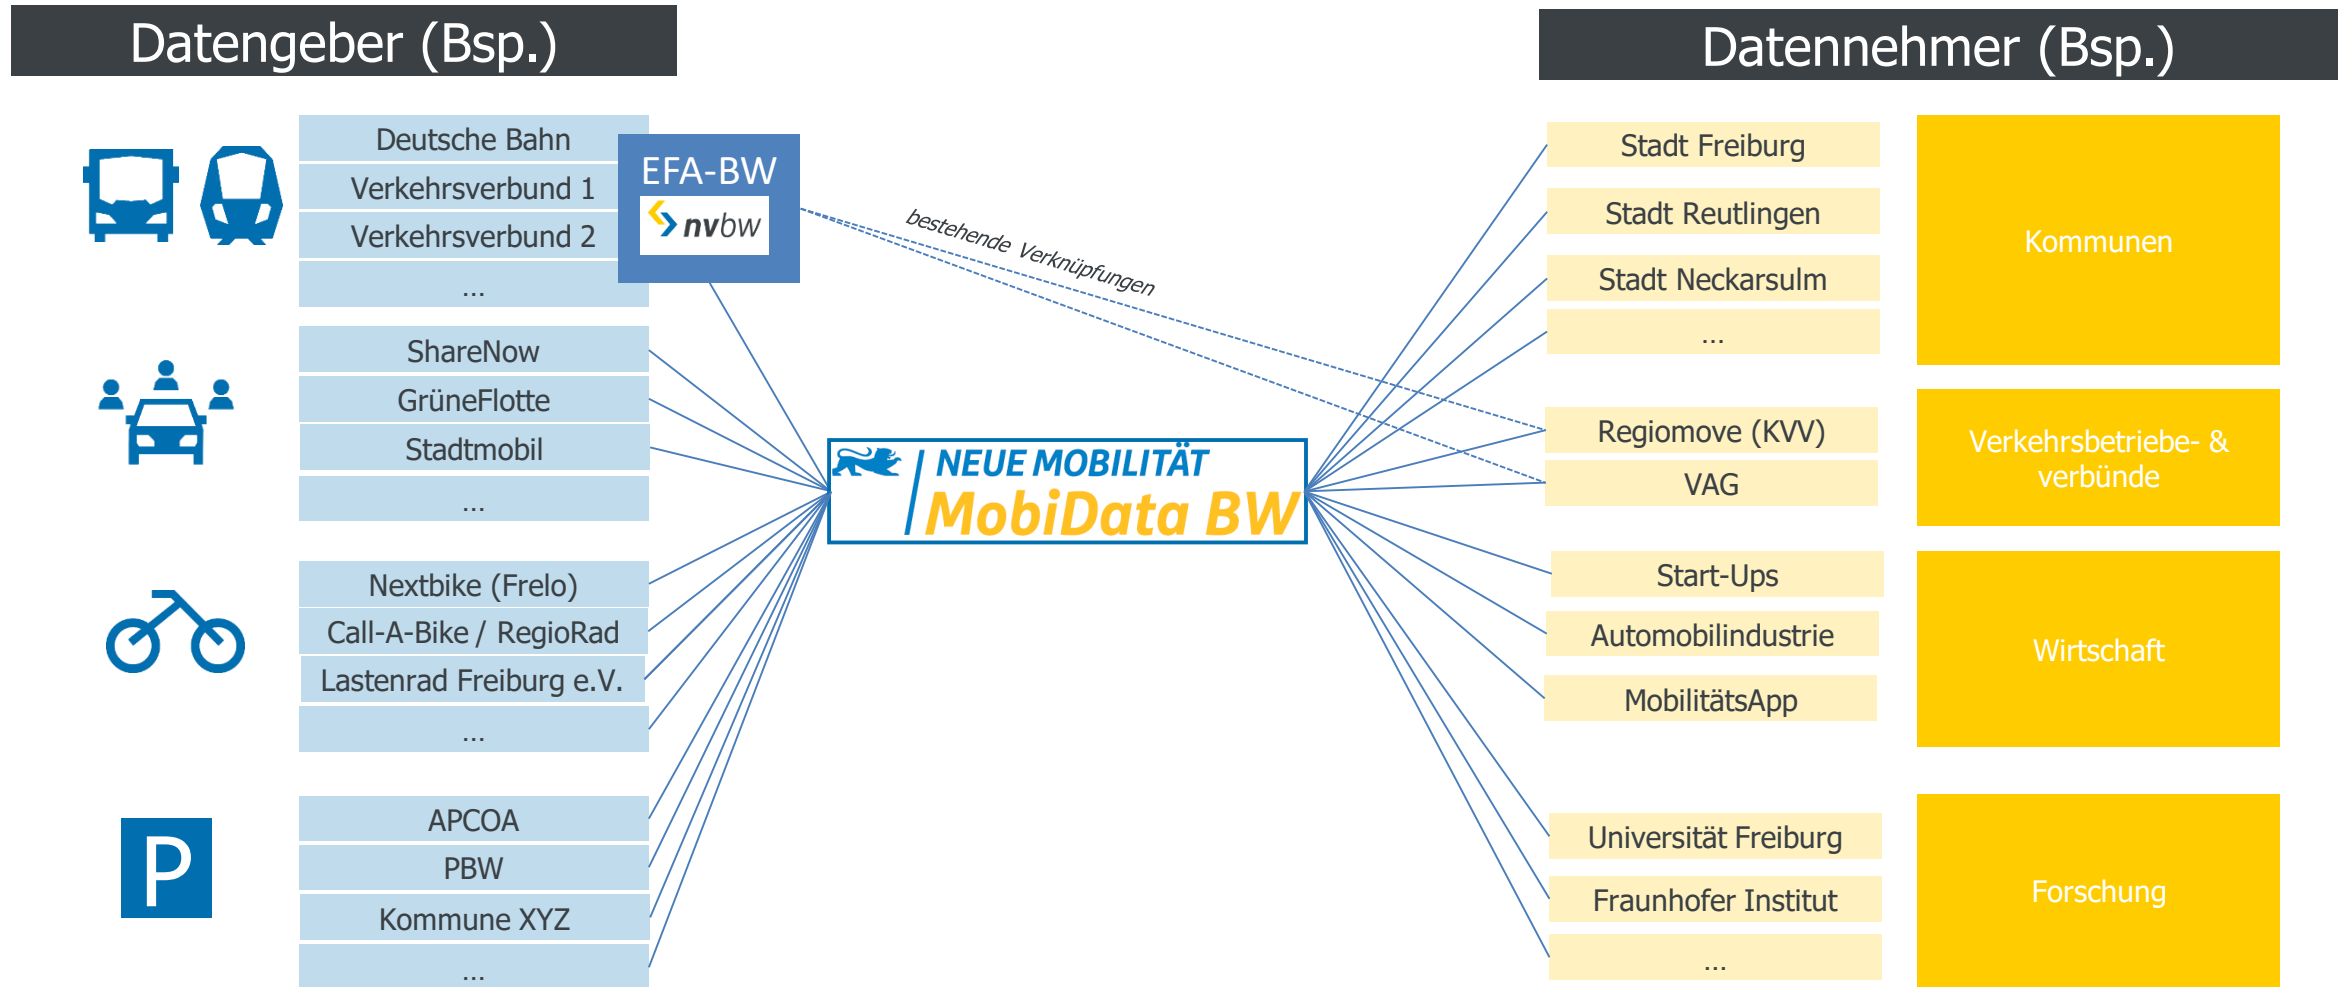 Datengeber (Bsp.)
Datennehmer (Bsp.)
Deutsche Bahn
Verkehrsverbund 1
Verkehrsverbund 2
...
EFA-BW
nvbw
bestehende Verknüpfungen
ShareNow
GrüneFlotte
Stadtmobil
...
Nextbike (Frelo)
Call-A-Bike / RegioRad
Lastenrad Freiburg e.V.
...
P
APCOA
PBW
Kommune XYZ
...
NEUE MOBILITÄT
MobiData BW
Stadt Freiburg
Stadt Reutlingen
Stadt Neckarsulm
...
Kommunen
Regiomove (KVV)
VAG
Verkehrsbetriebe- &
verbünde
Start-Ups
Automobilindustrie
MobilitätsApp
Wirtschaft
Universität Freiburg
Fraunhofer Institut
...
Forschung